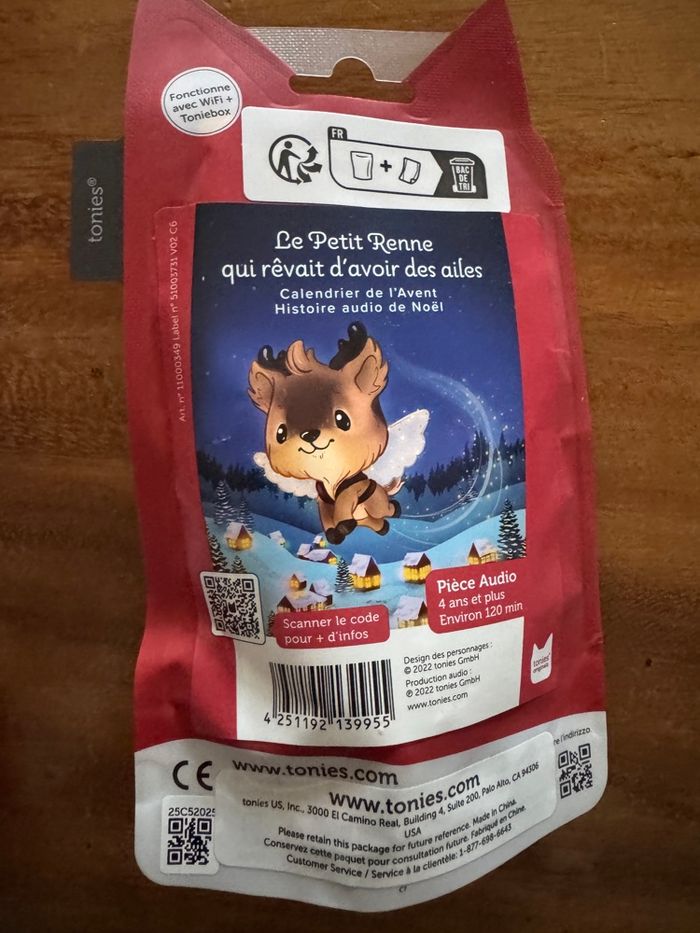 Fonctionne
avec WiFi +
Toniebox
FR
+
BAC
DE
TRI
tonies®
Art. n° 11000349 Label n° 51003731 V02 C6
Le Petit Renne
qui rêvait d'avoir des ailes
Calendrier de l'Avent
Histoire audio de Noël
Pièce Audio
4 ans et plus
Environ 120 min
Scanner le code
pour + d'infos
Design des personnages :
© 2022 tonies GmbH
Production audio :
℗ 2022 tonies GmbH
www.tonies.com
tonies®
originals
4 251192 139955
re l'indirizzo
CE
www.tonies.com
www.tonies.com
tonies US, Inc., 3000 El Camino Real, Building 4, Suite 200, Palo Alto, CA 94306
USA
Please retain this package for future reference. Made in China.
Conservez cette paquet pour consultation future. Fabriqué en Chine.
Customer Service / Service à la clientèle: 1-877-698-6643
25C52025